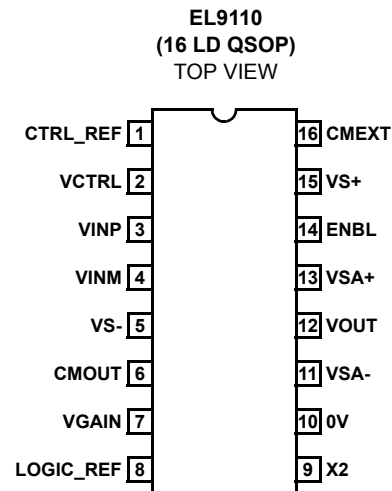 EL9110
(16 LD QSOP)
TOP VIEW
CTRL_REF 1 16 CMEXT
VCTRL 2 15 VS+
VINP 3 14 ENBL
VINM 4 13 VSA+
VS- 5 12 VOUT
CMOUT 6 11 VSA-
VGAIN 7 10 0V
LOGIC_REF 8 9 X2